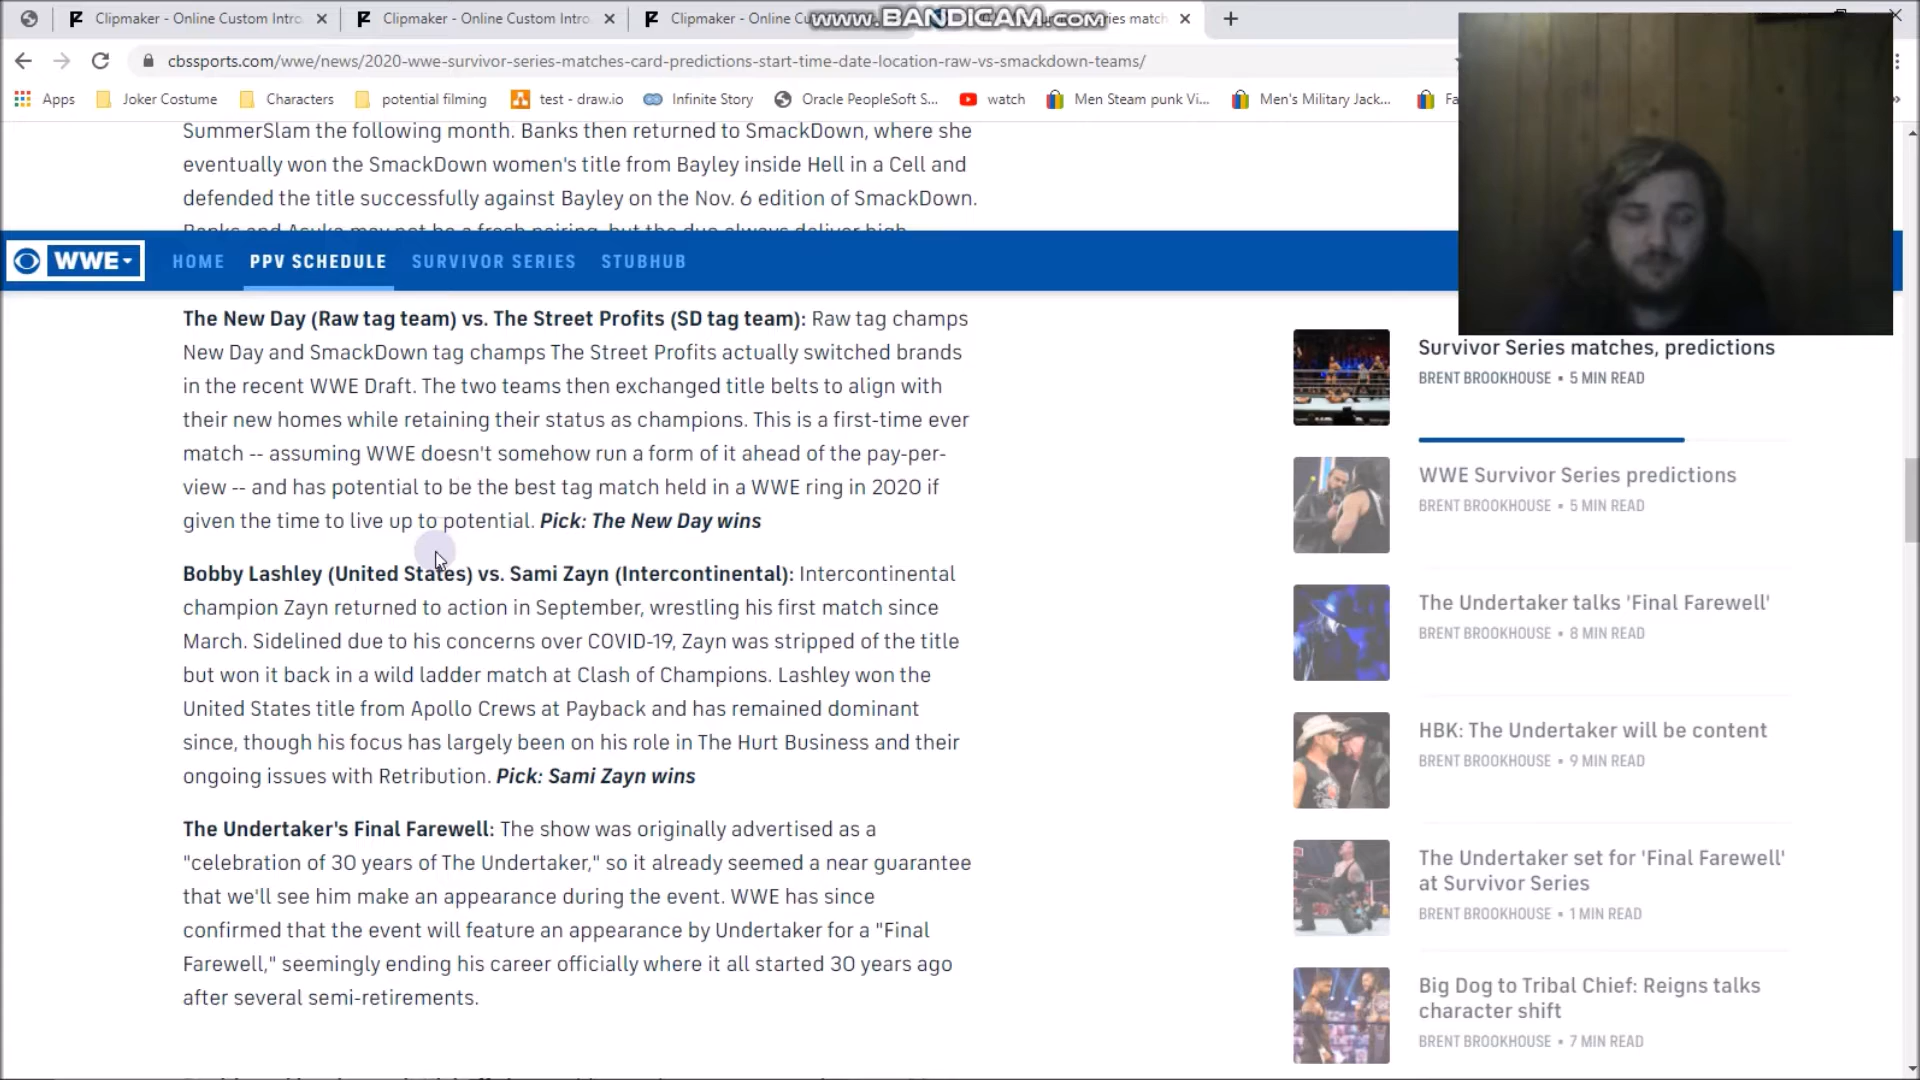 Clipmaker - Online Custom Intro
Clipmaker - Online Custom Intro
Clipmaker - Online Cu
www.BANDICAM.com
Series match
cbssports.com/wwe/news/2020-wwe-survivor-series-matches-card-predictions-start-time-date-location-raw-vs-smackdown-teams/
Apps
Joker Costume
Characters
potential filming
test - draw.io
Infinite Story
Oracle PeopleSoft S...
watch
Men Steam punk Vi...
Men's Military Jack...
Fa
SummerSlam the following month. Banks then returned to SmackDown, where she
eventually won the SmackDown women's title from Bayley inside Hell in a Cell and
defended the title successfully against Bayley on the Nov. 6 edition of SmackDown.
Banks and Asuka may not be a fresh pairing, but the duo always deliver high
WWE
HOME
PPV SCHEDULE
SURVIVOR SERIES
STUBHUB
The New Day (Raw tag team) vs. The Street Profits (SD tag team): Raw tag champs
New Day and SmackDown tag champs The Street Profits actually switched brands
in the recent WWE Draft. The two teams then exchanged title belts to align with
their new homes while retaining their status as champions. This is a first-time ever
match -- assuming WWE doesn't somehow run a form of it ahead of the pay-per-
view -- and has potential to be the best tag match held in a WWE ring in 2020 if
given the time to live up to potential. Pick: The New Day wins
Bobby Lashley (United States) vs. Sami Zayn (Intercontinental): Intercontinental
champion Zayn returned to action in September, wrestling his first match since
March. Sidelined due to his concerns over COVID-19, Zayn was stripped of the title
but won it back in a wild ladder match at Clash of Champions. Lashley won the
United States title from Apollo Crews at Payback and has remained dominant
since, though his focus has largely been on his role in The Hurt Business and their
ongoing issues with Retribution. Pick: Sami Zayn wins
The Undertaker's Final Farewell: The show was originally advertised as a
"celebration of 30 years of The Undertaker," so it already seemed a near guarantee
that we'll see him make an appearance during the event. WWE has since
confirmed that the event will feature an appearance by Undertaker for a "Final
Farewell," seemingly ending his career officially where it all started 30 years ago
after several semi-retirements.
Survivor Series matches, predictions
BRENT BROOKHOUSE • 5 MIN READ
WWE Survivor Series predictions
BRENT BROOKHOUSE • 5 MIN READ
The Undertaker talks 'Final Farewell'
BRENT BROOKHOUSE • 8 MIN READ
HBK: The Undertaker will be content
BRENT BROOKHOUSE • 9 MIN READ
The Undertaker set for 'Final Farewell'
at Survivor Series
BRENT BROOKHOUSE • 1 MIN READ
Big Dog to Tribal Chief: Reigns talks
character shift
BRENT BROOKHOUSE • 7 MIN READ